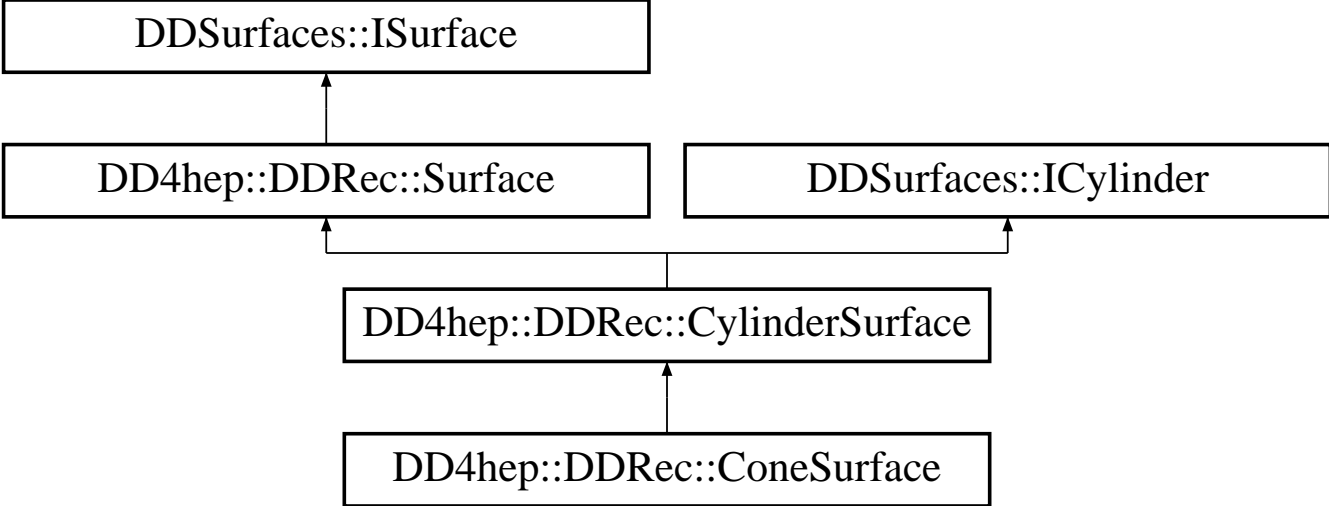 DDSurfaces::ISurface
DD4hep::DDRec::Surface
DDSurfaces::ICylinder
DD4hep::DDRec::CylinderSurface
DD4hep::DDRec::ConeSurface